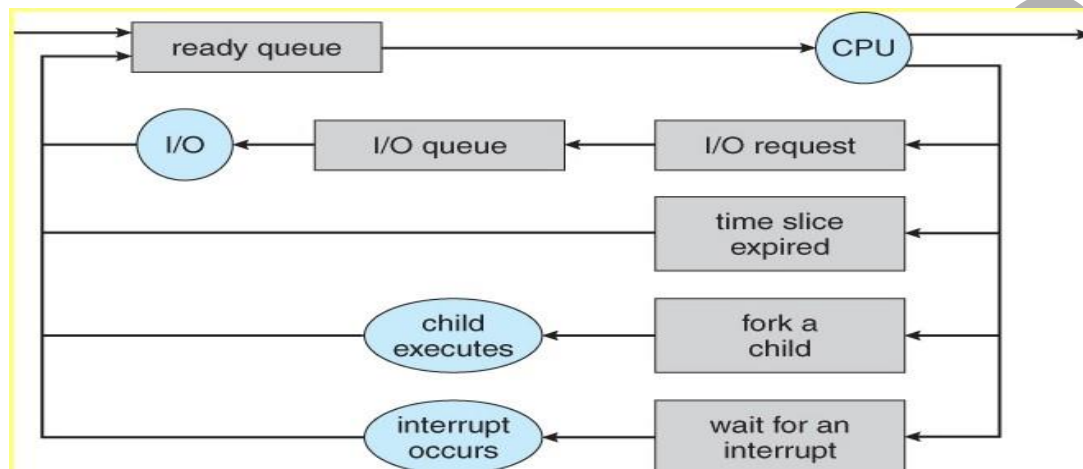 ready queue
CPU
I/O
I/O queue
I/O request
time slice
expired
child
executes
fork a
child
interrupt
occurs
wait for an
interrupt